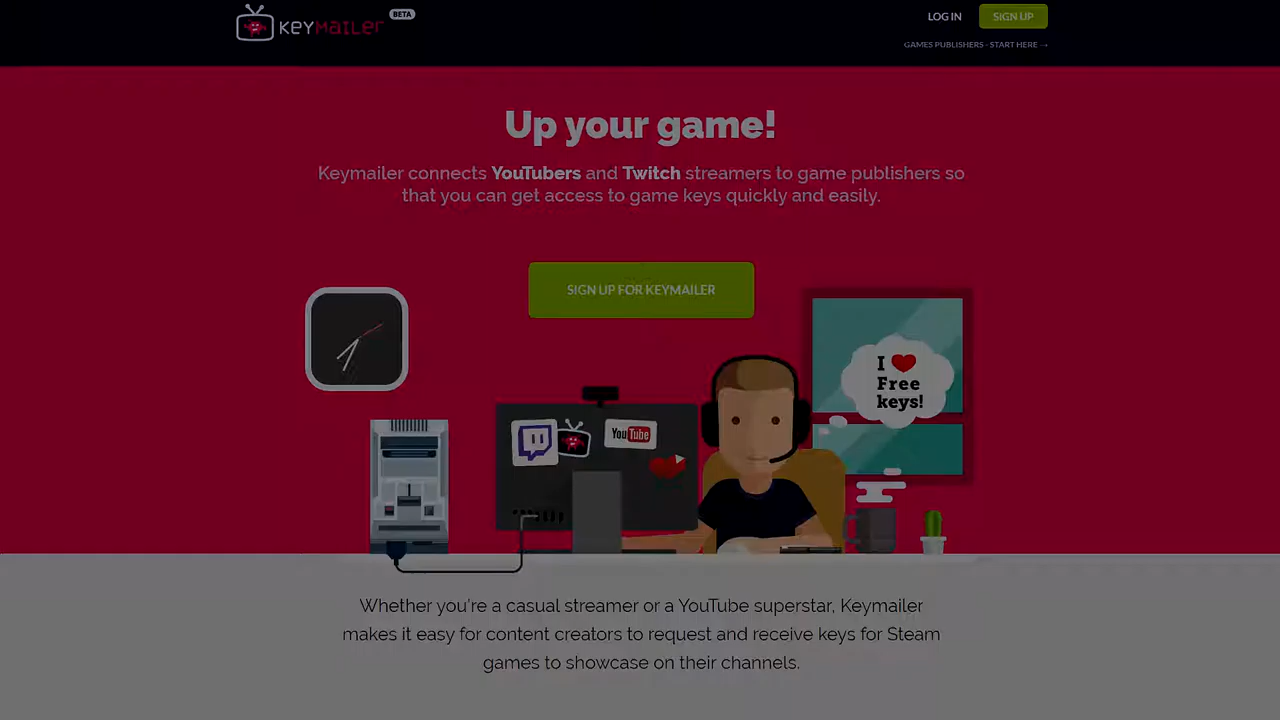 KEYMAILER BETA
LOG IN
SIGN UP
GAMES PUBLISHERS - START HERE →
Up your game!
Keymailer connects YouTubers and Twitch streamers to game publishers so
that you can get access to game keys quickly and easily.
SIGN UP FOR KEYMAILER
I
Free
keys!
YouTube
Whether you're a casual streamer or a YouTube superstar, Keymailer
makes it easy for content creators to request and receive keys for Steam
games to showcase on their channels.